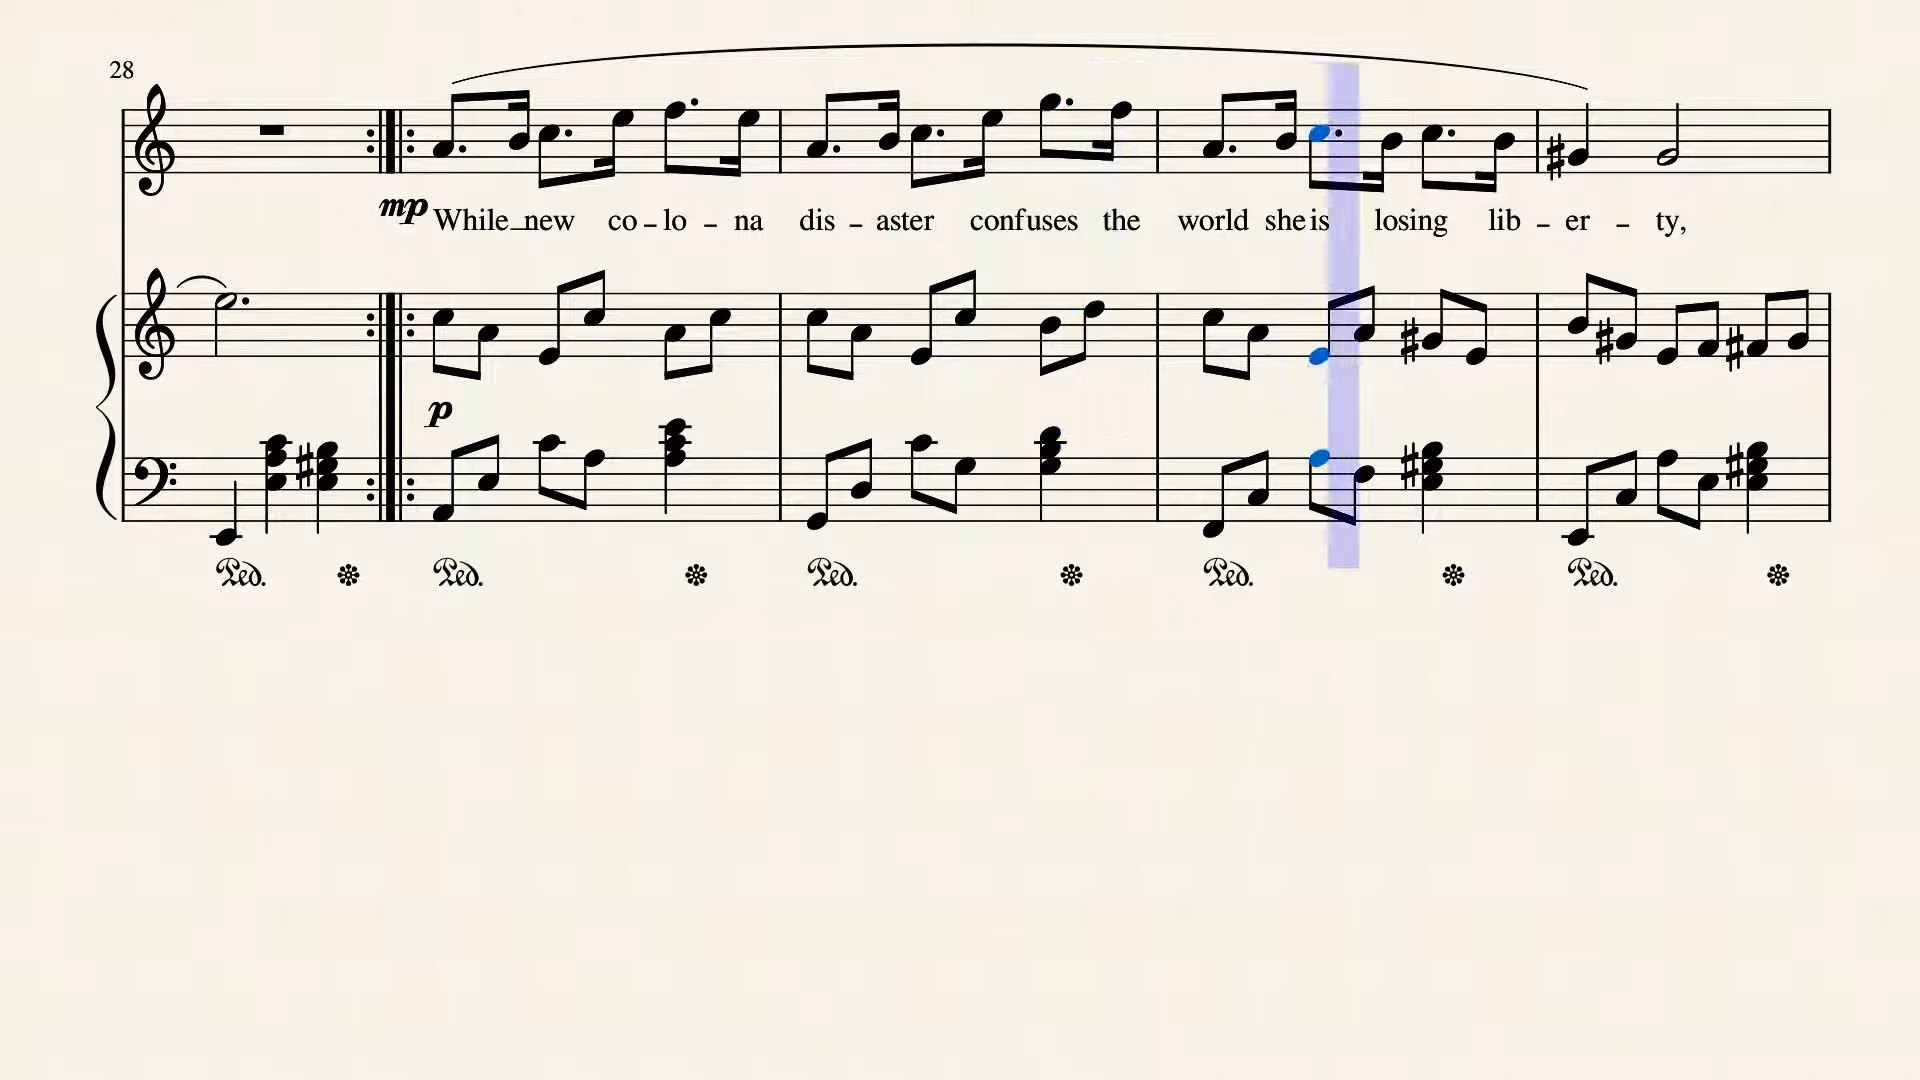 28
mp While new co – lo – na dis – aster confuses the world she is losing lib – er – ty,
p
Ped. Ped. Ped. Ped. Ped.